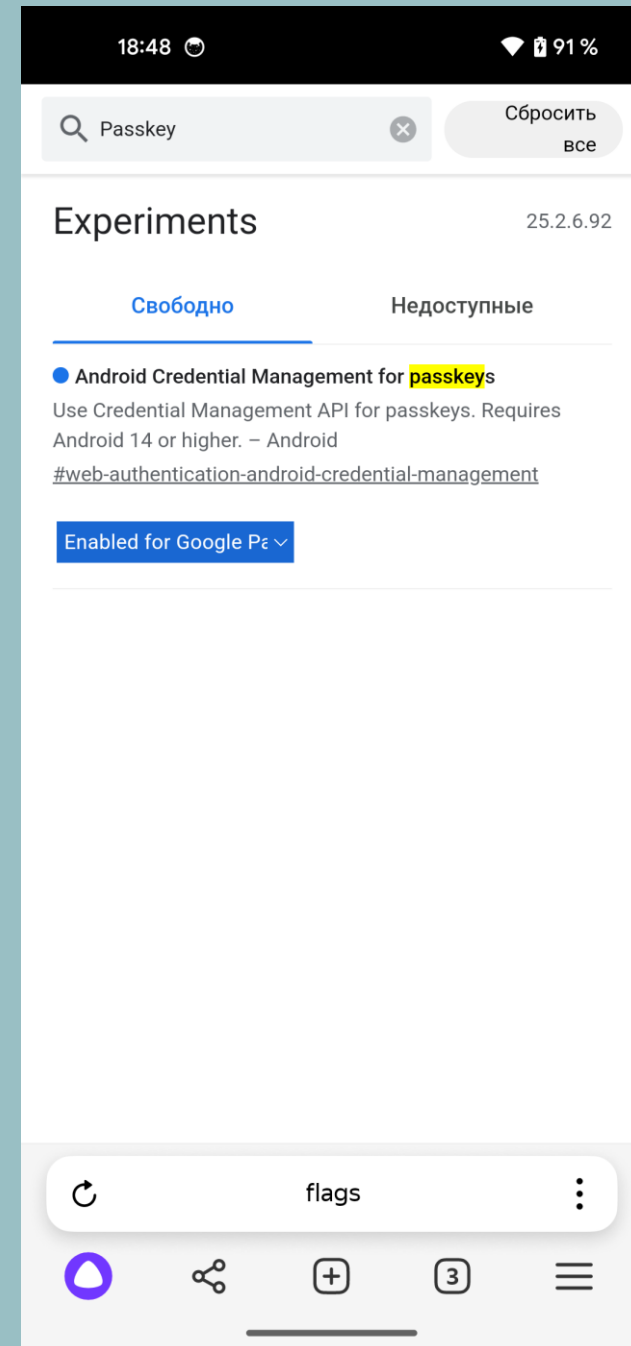 18:48
91 %
Passkey
Сбросить
все
Experiments
25.2.6.92
Свободно
Недоступные
Android Credential Management for passkeys
Use Credential Management API for passkeys. Requires
Android 14 or higher. – Android
#web-authentication-android-credential-management
Enabled for Google
flags
3